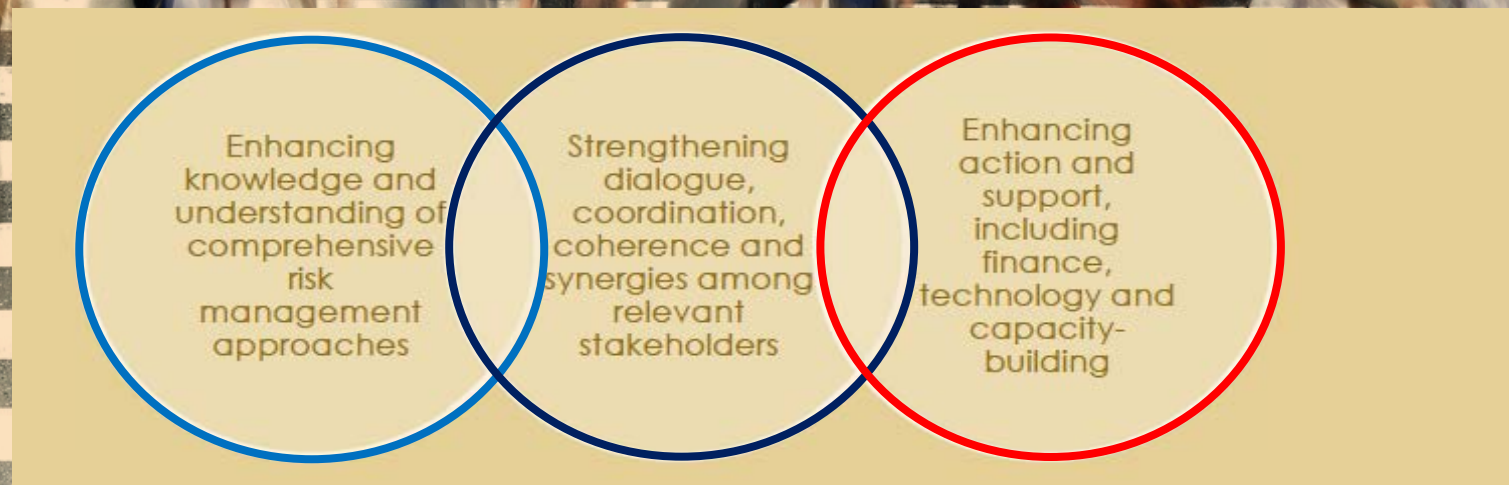 Enhancing
knowledge and
understanding of
comprehensive
risk
management
approaches
Strengthening
dialogue,
coordination,
coherence and
synergies among
relevant
stakeholders
Enhancing
action and
support,
including
finance,
technology and
capacity-
building